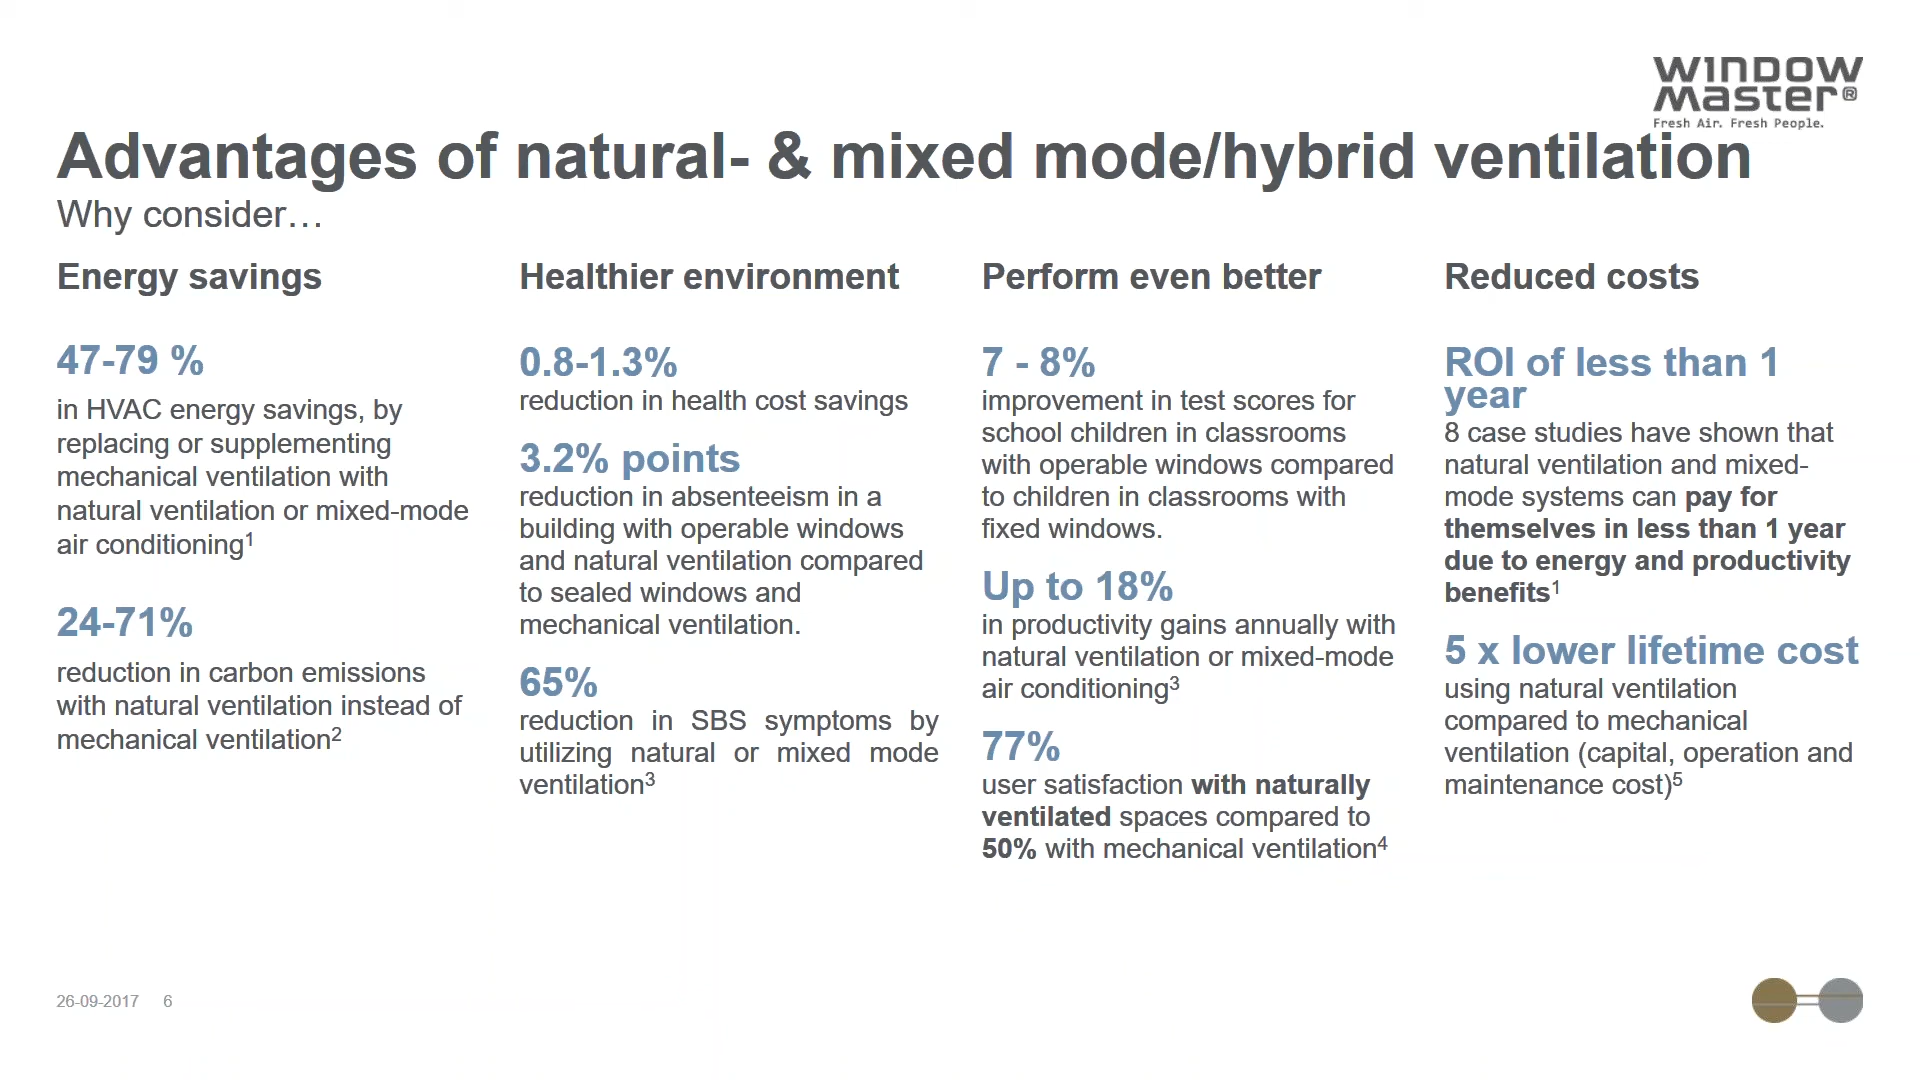 WINDOW
Master®
Fresh Air. Fresh People.
Advantages of natural- & mixed mode/hybrid ventilation
Why consider…
Energy savings
47-79 %
in HVAC energy savings, by
replacing or supplementing
mechanical ventilation with
natural ventilation or mixed-mode
air conditioning¹
24-71%
reduction in carbon emissions
with natural ventilation instead of
mechanical ventilation²
Healthier environment
0.8-1.3%
reduction in health cost savings
3.2% points
reduction in absenteeism in a
building with operable windows
and natural ventilation compared
to sealed windows and
mechanical ventilation.
65%
reduction in SBS symptoms by
utilizing natural or mixed mode
ventilation³
Perform even better
7 - 8%
improvement in test scores for
school children in classrooms
with operable windows compared
to children in classrooms with
fixed windows.
Up to 18%
in productivity gains annually with
natural ventilation or mixed-mode
air conditioning³
77%
user satisfaction with naturally
ventilated spaces compared to
50% with mechanical ventilation⁴
Reduced costs
ROI of less than 1
year
8 case studies have shown that
natural ventilation and mixed-
mode systems can pay for
themselves in less than 1 year
due to energy and productivity
benefits¹
5 x lower lifetime cost
using natural ventilation
compared to mechanical
ventilation (capital, operation and
maintenance cost)⁵
26-09-2017 6